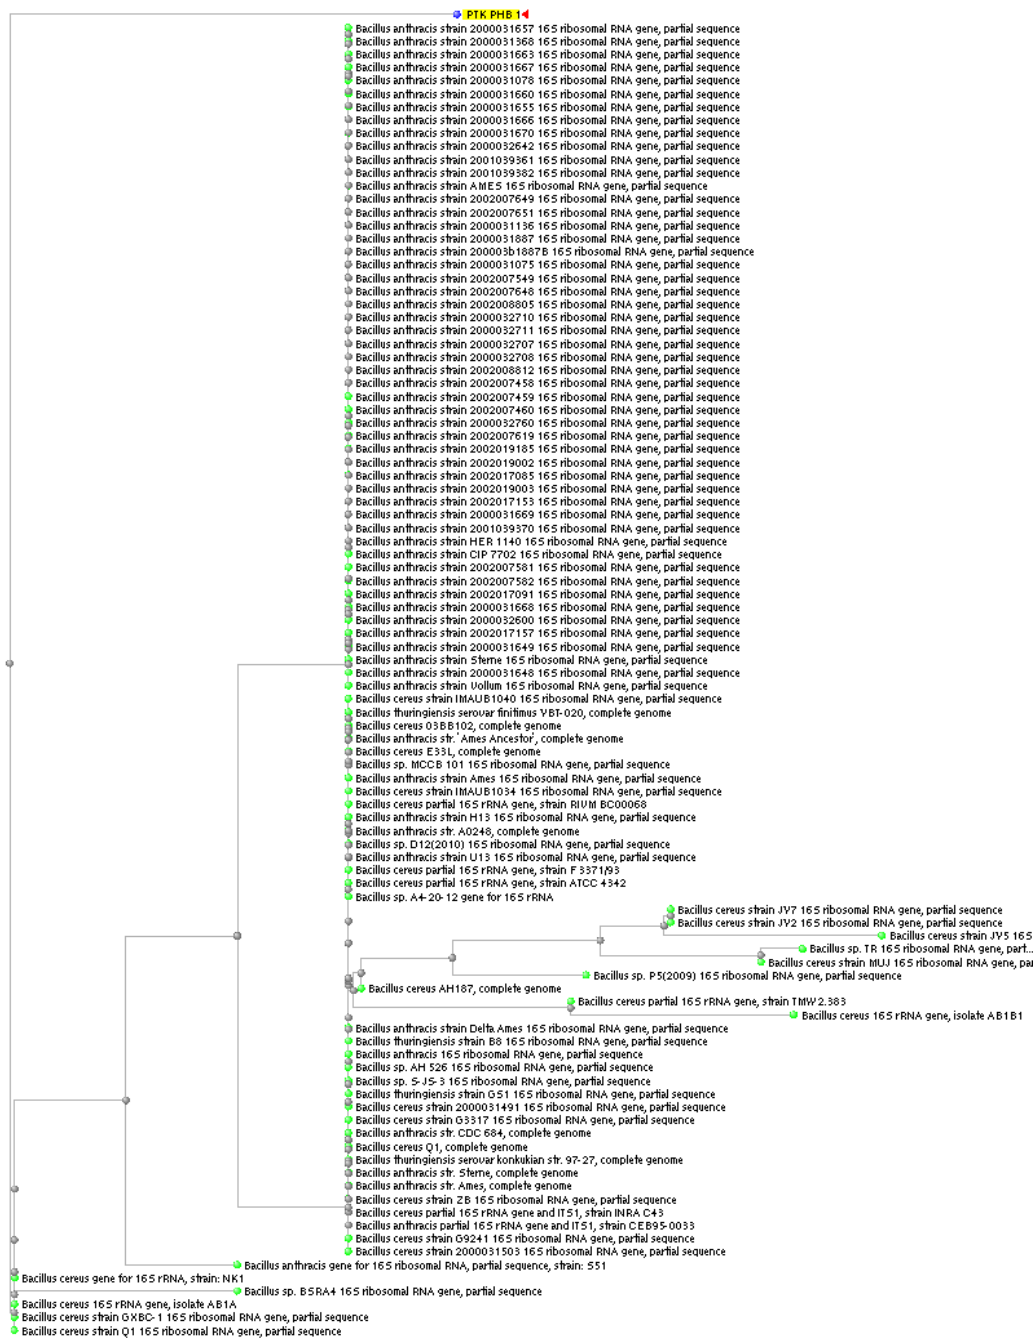 PTK PHB 1
Bacillus anthracis strain 2000031657 16S ribosomal RNA gene, partial sequence
Bacillus anthracis strain 2000031368 16S ribosomal RNA gene, partial sequence
Bacillus anthracis strain 2000031663 16S ribosomal RNA gene, partial sequence
Bacillus anthracis strain 2000031667 16S ribosomal RNA gene, partial sequence
Bacillus anthracis strain 2000031078 16S ribosomal RNA gene, partial sequence
Bacillus anthracis strain 2000031660 16S ribosomal RNA gene, partial sequence
Bacillus anthracis strain 2000031655 16S ribosomal RNA gene, partial sequence
Bacillus anthracis strain 2000031666 16S ribosomal RNA gene, partial sequence
Bacillus anthracis strain 2000031670 16S ribosomal RNA gene, partial sequence
Bacillus anthracis strain 2000032642 16S ribosomal RNA gene, partial sequence
Bacillus anthracis strain 2001039361 16S ribosomal RNA gene, partial sequence
Bacillus anthracis strain 2001039382 16S ribosomal RNA gene, partial sequence
Bacillus anthracis strain AMES 16S ribosomal RNA gene, partial sequence
Bacillus anthracis strain 2002007649 16S ribosomal RNA gene, partial sequence
Bacillus anthracis strain 2002007651 16S ribosomal RNA gene, partial sequence
Bacillus anthracis strain 2000031136 16S ribosomal RNA gene, partial sequence
Bacillus anthracis strain 2000031887 16S ribosomal RNA gene, partial sequence
Bacillus anthracis strain 200003b1887B 16S ribosomal RNA gene, partial sequence
Bacillus anthracis strain 2000031075 16S ribosomal RNA gene, partial sequence
Bacillus anthracis strain 2002007549 16S ribosomal RNA gene, partial sequence
Bacillus anthracis strain 2002007648 16S ribosomal RNA gene, partial sequence
Bacillus anthracis strain 2002008805 16S ribosomal RNA gene, partial sequence
Bacillus anthracis strain 2000032710 16S ribosomal RNA gene, partial sequence
Bacillus anthracis strain 2000032711 16S ribosomal RNA gene, partial sequence
Bacillus anthracis strain 2000032707 16S ribosomal RNA gene, partial sequence
Bacillus anthracis strain 2000032708 16S ribosomal RNA gene, partial sequence
Bacillus anthracis strain 2002008812 16S ribosomal RNA gene, partial sequence
Bacillus anthracis strain 2002007458 16S ribosomal RNA gene, partial sequence
Bacillus anthracis strain 2002007459 16S ribosomal RNA gene, partial sequence
Bacillus anthracis strain 2002007460 16S ribosomal RNA gene, partial sequence
Bacillus anthracis strain 2000032760 16S ribosomal RNA gene, partial sequence
Bacillus anthracis strain 2002007619 16S ribosomal RNA gene, partial sequence
Bacillus anthracis strain 2002019185 16S ribosomal RNA gene, partial sequence
Bacillus anthracis strain 2002019002 16S ribosomal RNA gene, partial sequence
Bacillus anthracis strain 2002017085 16S ribosomal RNA gene, partial sequence
Bacillus anthracis strain 2002019003 16S ribosomal RNA gene, partial sequence
Bacillus anthracis strain 2002017153 16S ribosomal RNA gene, partial sequence
Bacillus anthracis strain 2000031669 16S ribosomal RNA gene, partial sequence
Bacillus anthracis strain 2001039370 16S ribosomal RNA gene, partial sequence
Bacillus anthracis strain HER 1140 16S ribosomal RNA gene, partial sequence
Bacillus anthracis strain CIP 7702 16S ribosomal RNA gene, partial sequence
Bacillus anthracis strain 2002007581 16S ribosomal RNA gene, partial sequence
Bacillus anthracis strain 2002007582 16S ribosomal RNA gene, partial sequence
Bacillus anthracis strain 2002017091 16S ribosomal RNA gene, partial sequence
Bacillus anthracis strain 2000031668 16S ribosomal RNA gene, partial sequence
Bacillus anthracis strain 2000032600 16S ribosomal RNA gene, partial sequence
Bacillus anthracis strain 2002017157 16S ribosomal RNA gene, partial sequence
Bacillus anthracis strain 2000031649 16S ribosomal RNA gene, partial sequence
Bacillus anthracis strain Sterne 16S ribosomal RNA gene, partial sequence
Bacillus anthracis strain 2000031648 16S ribosomal RNA gene, partial sequence
Bacillus anthracis strain Vollum 16S ribosomal RNA gene, partial sequence
Bacillus cereus strain IMAUB1040 16S ribosomal RNA gene, partial sequence
Bacillus thuringiensis serovar finitimus YBT-020, complete genome
Bacillus cereus 03BB102, complete genome
Bacillus anthracis str. 'Ames Ancestor', complete genome
Bacillus cereus E33L, complete genome
Bacillus sp. MCCB 101 16S ribosomal RNA gene, partial sequence
Bacillus anthracis strain Ames 16S ribosomal RNA gene, partial sequence
Bacillus cereus strain IMAUB1034 16S ribosomal RNA gene, partial sequence
Bacillus cereus partial 16S rRNA gene, strain RIVM BC00068
Bacillus anthracis strain H13 16S ribosomal RNA gene, partial sequence
Bacillus anthracis str. A0248, complete genome
Bacillus sp. D12(2010) 16S ribosomal RNA gene, partial sequence
Bacillus anthracis strain U13 16S ribosomal RNA gene, partial sequence
Bacillus cereus partial 16S rRNA gene, strain F3371/93
Bacillus cereus partial 16S rRNA gene, strain ATCC 4342
Bacillus sp. A4-20-12 gene for 16S rRNA
Bacillus cereus strain JY7 16S ribosomal RNA gene, partial sequence
Bacillus cereus strain JY2 16S ribosomal RNA gene, partial sequence
Bacillus cereus strain JY5 16S
Bacillus sp. TR 16S ribosomal RNA gene, part...
Bacillus cereus strain MUJ 16S ribosomal RNA gene, pa
Bacillus sp. P5(2009) 16S ribosomal RNA gene, partial sequence
Bacillus cereus AH187, complete genome
Bacillus cereus partial 16S rRNA gene, strain TMW 2.383
Bacillus cereus 16S rRNA gene, isolate AB1B1
Bacillus anthracis strain Delta Ames 16S ribosomal RNA gene, partial sequence
Bacillus thuringiensis strain B8 16S ribosomal RNA gene, partial sequence
Bacillus anthracis 16S ribosomal RNA gene, partial sequence
Bacillus sp. AH 526 16S ribosomal RNA gene, partial sequence
Bacillus sp. S-JS-3 16S ribosomal RNA gene, partial sequence
Bacillus thuringiensis strain GS1 16S ribosomal RNA gene, partial sequence
Bacillus cereus strain 2000031491 16S ribosomal RNA gene, partial sequence
Bacillus cereus strain G3317 16S ribosomal RNA gene, partial sequence
Bacillus anthracis str. CDC 684, complete genome
Bacillus cereus Q1, complete genome
Bacillus thuringiensis serovar konkukian str. 97-27, complete genome
Bacillus anthracis str. Sterne, complete genome
Bacillus anthracis str. Ames, complete genome
Bacillus cereus strain ZB 16S ribosomal RNA gene, partial sequence
Bacillus cereus partial 16S rRNA gene and ITS1, strain INRA C43
Bacillus anthracis partial 16S rRNA gene and ITS1, strain CEB95-0033
Bacillus cereus strain G9241 16S ribosomal RNA gene, partial sequence
Bacillus cereus strain 2000031503 16S ribosomal RNA gene, partial sequence
Bacillus anthracis gene for 16S ribosomal RNA, partial sequence, strain: SS1
Bacillus cereus gene for 16S rRNA, strain: NK1
Bacillus sp. BSRA4 16S ribosomal RNA gene, partial sequence
Bacillus cereus 16S rRNA gene, isolate AB1A
Bacillus cereus strain GXBC-1 16S ribosomal RNA gene, partial sequence
Bacillus cereus strain Q1 16S ribosomal RNA gene, partial sequence